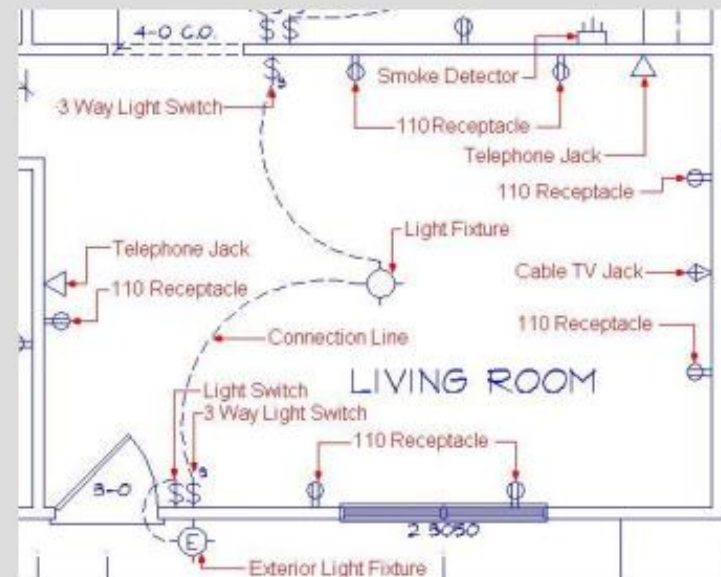 4-0 C.O.
$ $
Smoke Detector
$3
3 Way Light Switch
110 Receptacle
Telephone Jack
110 Receptacle
Light Fixture
Telephone Jack
Cable TV Jack
110 Receptacle
110 Receptacle
Connection Line
LIVING ROOM
Light Switch
3 Way Light Switch
110 Receptacle
3-0
$$3
2 3050
E
Exterior Light Fixture